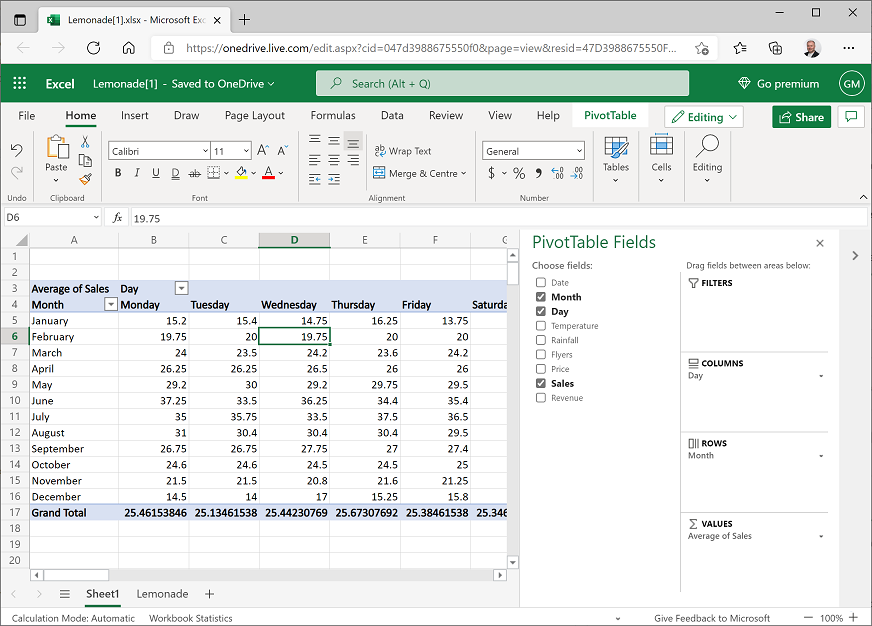 Lemonade[1].xlsx - Microsoft Exc
https://onedrive.live.com/edit.aspx?cid=047d3988675550f0&page=view&resid=47D3988675550F...
Excel Lemonade[1] - Saved to OneDrive Search (Alt + Q) Go premium GM
File Home Insert Draw Page Layout Formulas Data Review View Help PivotTable Editing Share
Calibri 11 A A Wrap Text General
Paste B I U D ab A Merge & Centre $ % Tables Cells Editing
Undo Clipboard Font Alignment Number
D6 fx 19.75
A B C D E F G
1
2
3 Average of Sales Day
4 Month Monday Tuesday Wednesday Thursday Friday Saturda
5 January 15.2 15.4 14.75 16.25 13.75
6 February 19.75 20 19.75 20 20
7 March 24 23.5 24.2 23.6 24.2
8 April 26.25 26.25 26.5 26 26
9 May 29.2 30 29.2 29.75 29.5
10 June 37.25 33.5 36.25 34.4 35.4
11 July 35 35.75 33.5 37.5 36.5
12 August 31 30.4 30.4 30.4 29.5
13 September 26.75 26.75 27.75 27 27.4
14 October 24.6 24.6 24.5 24.5 25
15 November 21.5 21.5 20.8 21.6 21.25
16 December 14.5 14 17 15.25 15.8
17 Grand Total 25.46153846 25.13461538 25.44230769 25.67307692 25.38461538 25.346
18
19
20
PivotTable Fields
Choose fields:
Date
Month
Day
Temperature
Rainfall
Flyers
Price
Sales
Revenue
Drag fields between areas below:
FILTERS
COLUMNS
Day
ROWS
Month
VALUES
Average of Sales
Sheet1 Lemonade
Calculation Mode: Automatic Workbook Statistics Give Feedback to Microsoft 100%